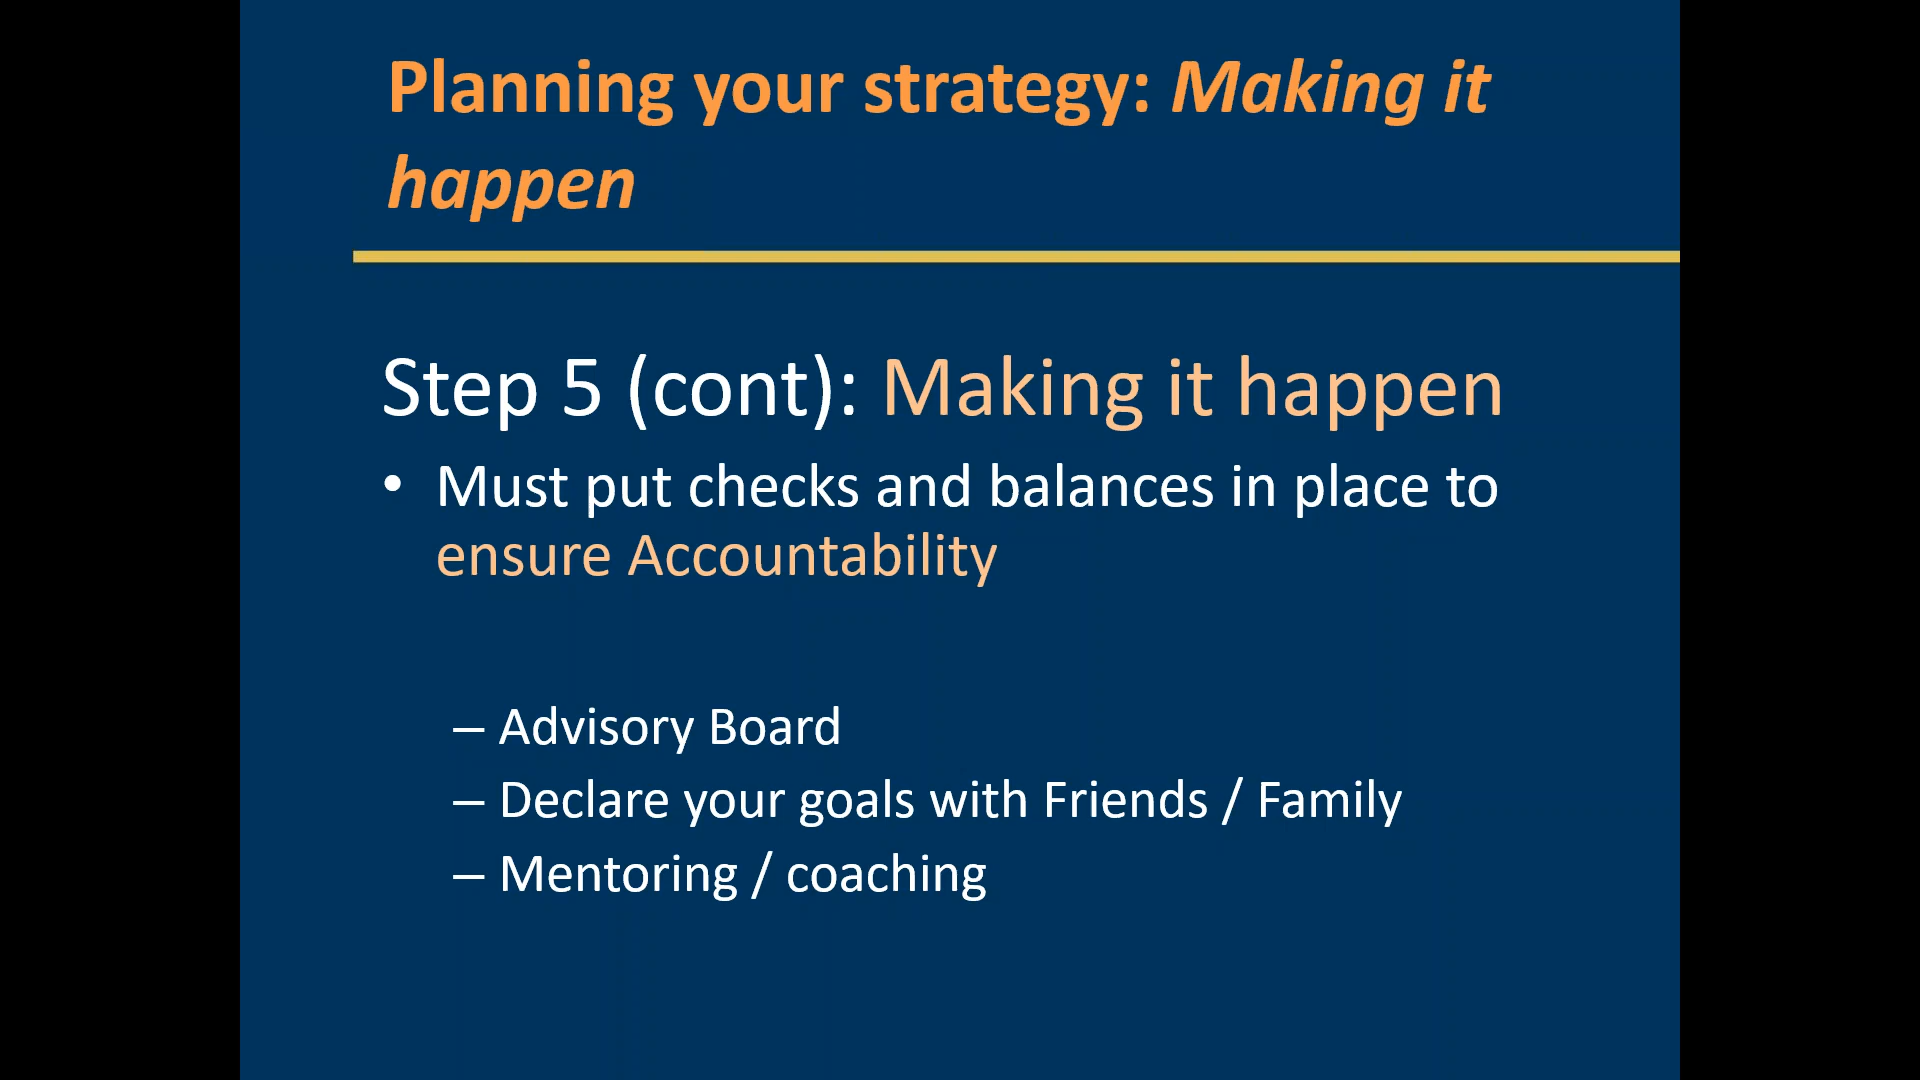 Planning your strategy: Making it
happen
Step 5 (cont): Making it happen
• Must put checks and balances in place to
ensure Accountability
– Advisory Board
– Declare your goals with Friends / Family
– Mentoring / coaching